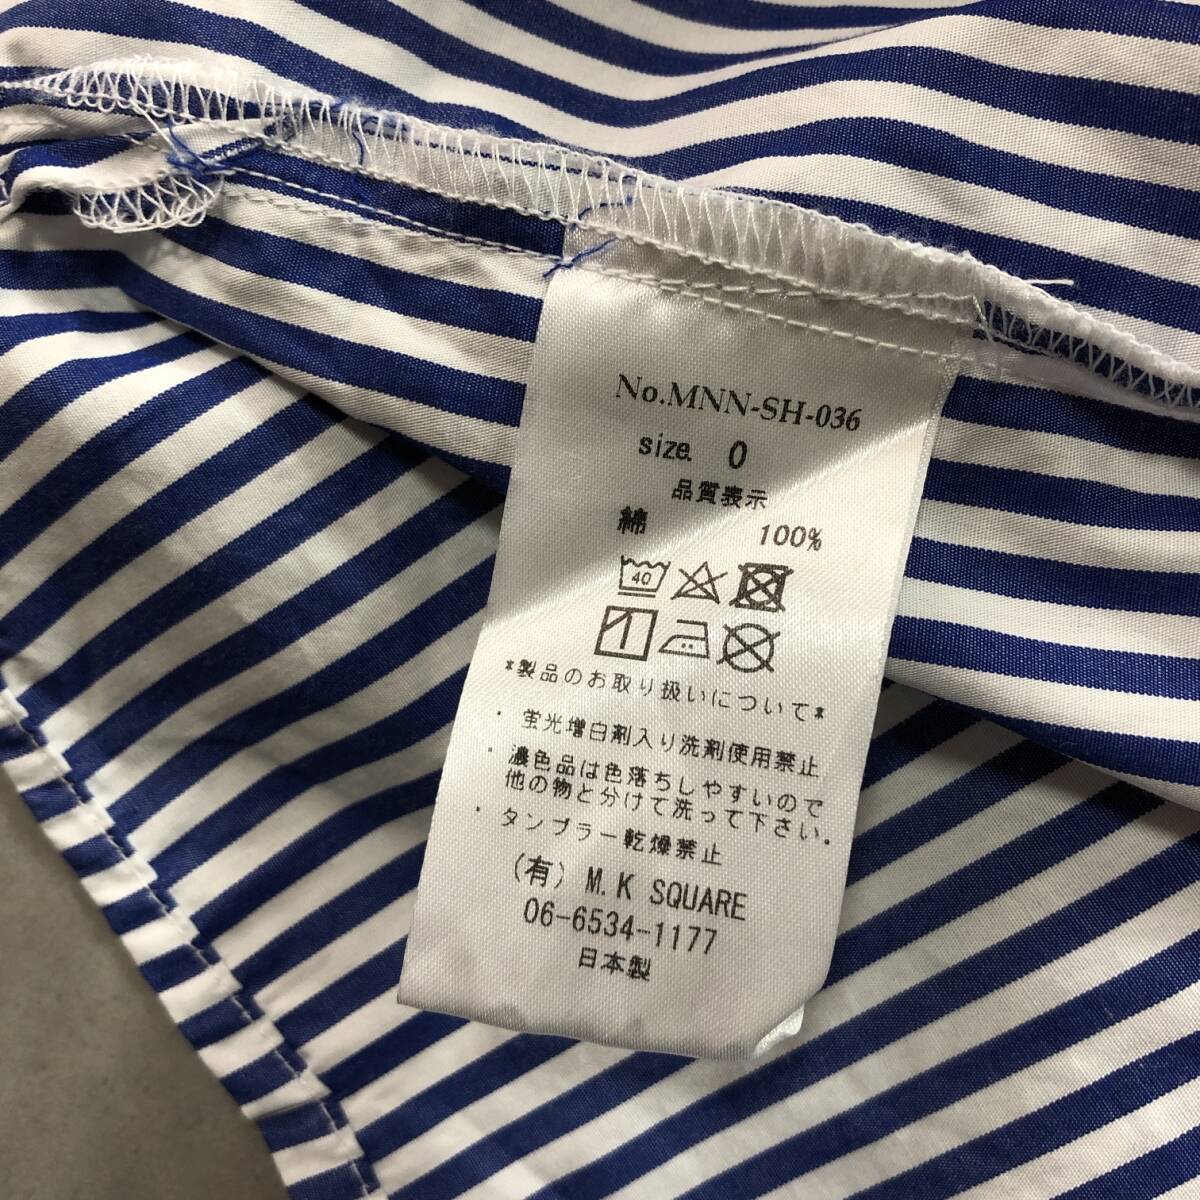 No.MNN-SH-036
size. 0
品質表示
綿 100%
40
*製品のお取り扱いについて*
・蛍光増白剤入り洗剤使用禁止
・濃色品は色落ちしやすいので
他の物と分けて洗って下さい。
・タンブラー乾燥禁止
(有) M.K SQUARE
06-6534-1177
日本製